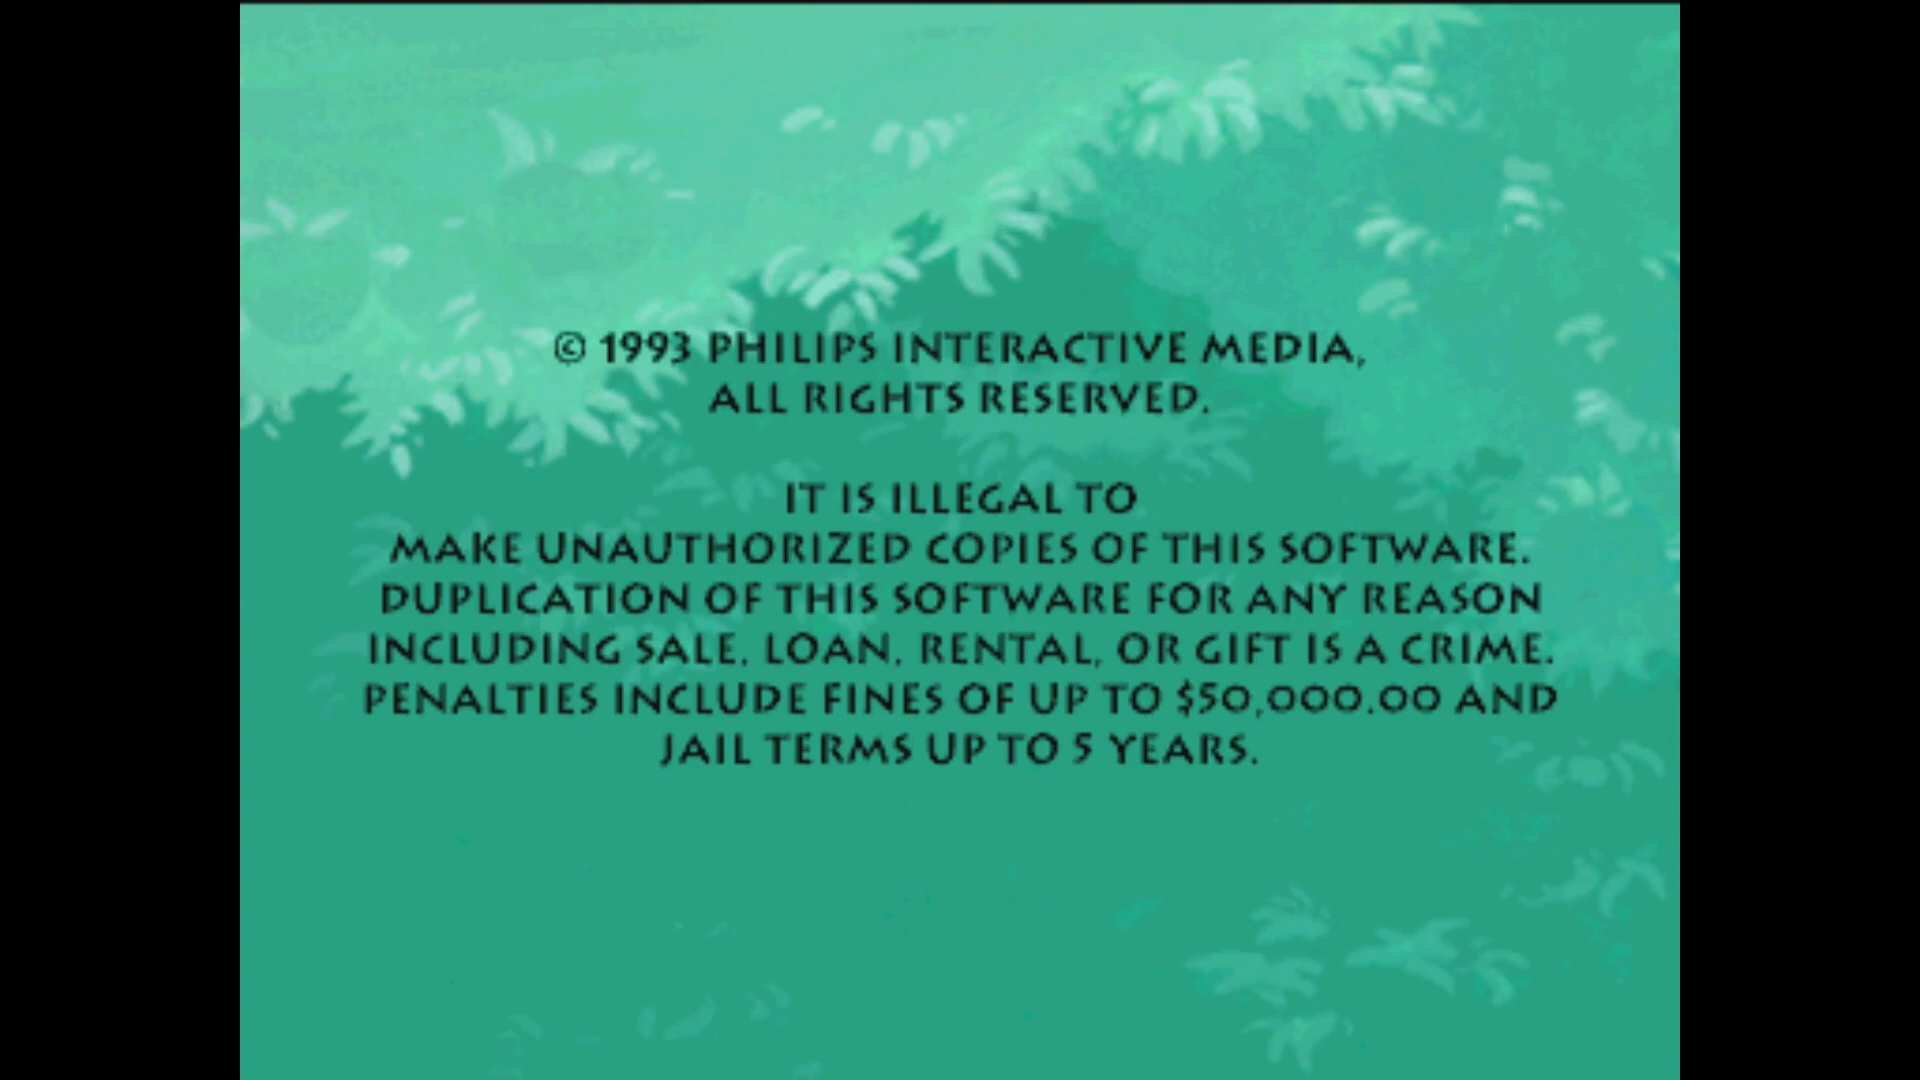 © 1993 PHILIPS INTERACTIVE MEDIA,
ALL RIGHTS RESERVED.
IT IS ILLEGAL TO
MAKE UNAUTHORIZED COPIES OF THIS SOFTWARE.
DUPLICATION OF THIS SOFTWARE FOR ANY REASON
INCLUDING SALE, LOAN, RENTAL, OR GIFT IS A CRIME.
PENALTIES INCLUDE FINES OF UP TO $50,000.00 AND
JAIL TERMS UP TO 5 YEARS.